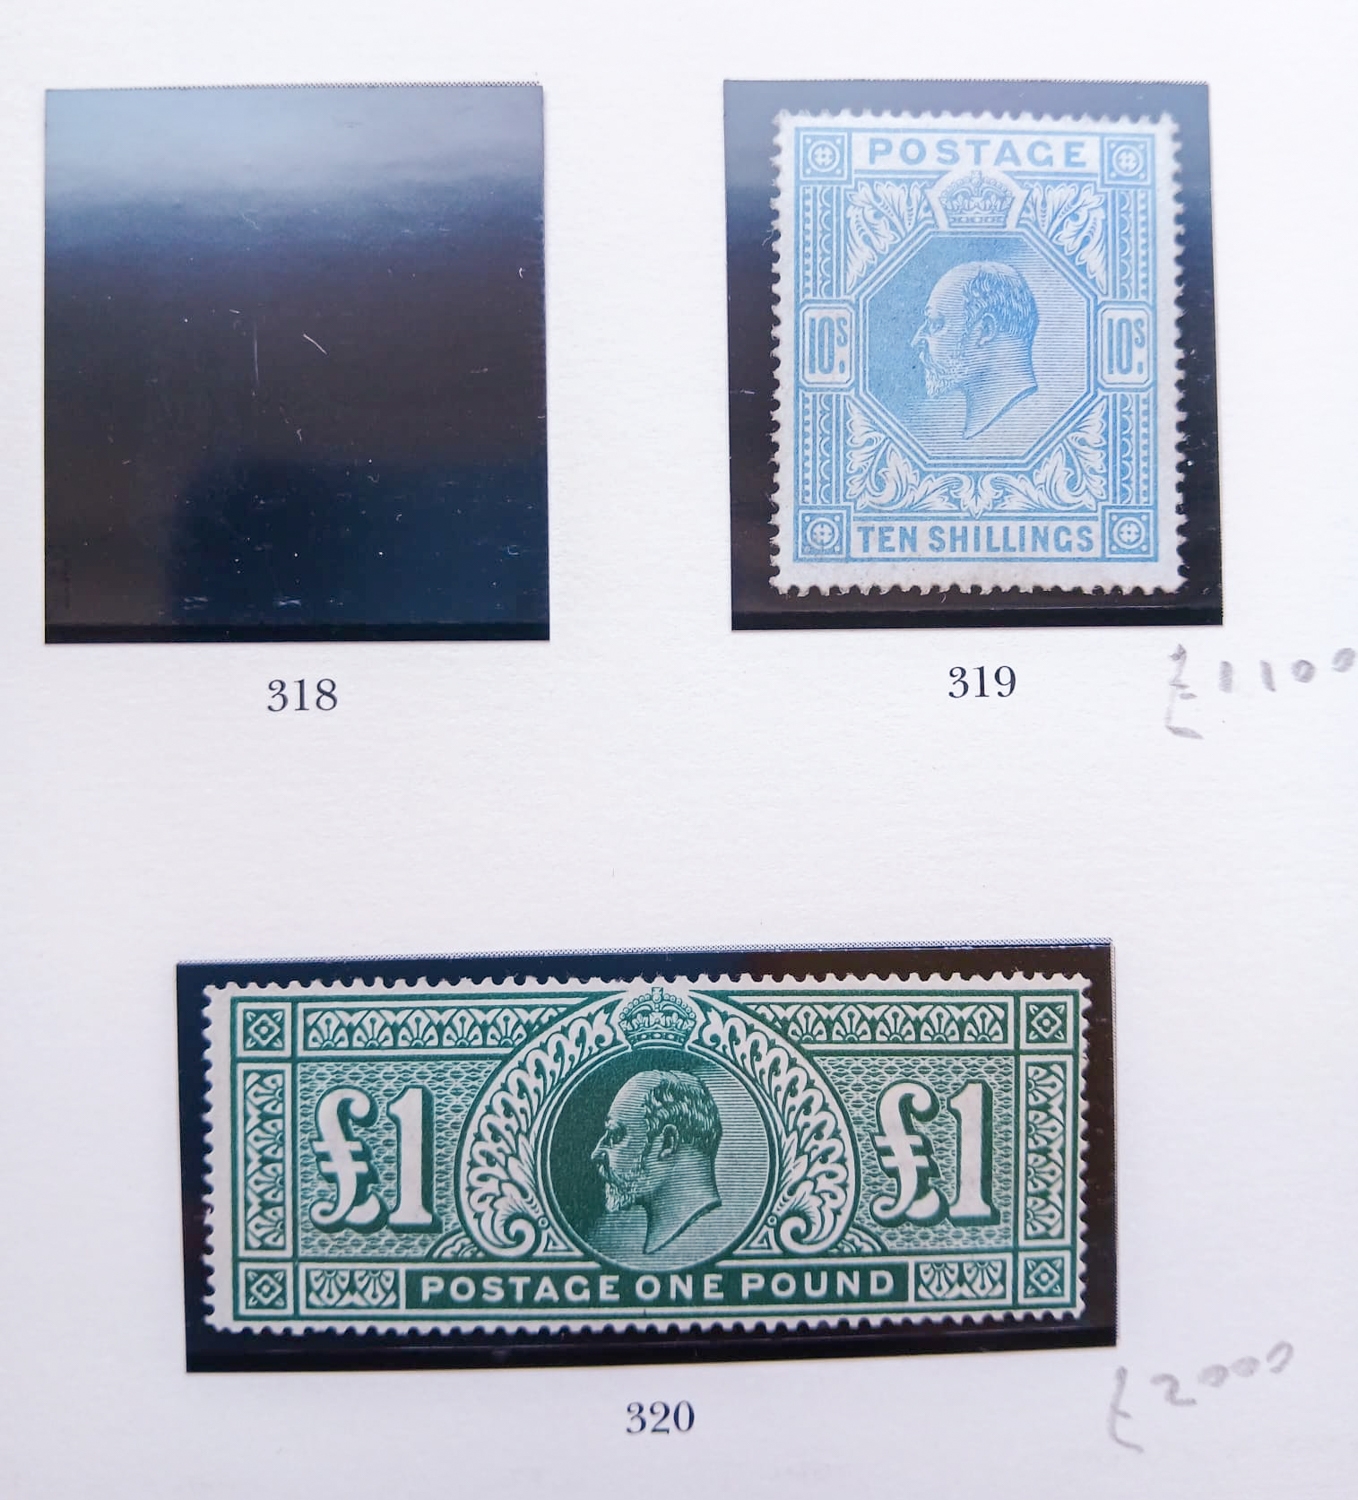 POSTAGE
10s. 10s.
TEN SHILLINGS
318
319
£1100
£1 £1
POSTAGE ONE POUND
320
£2000